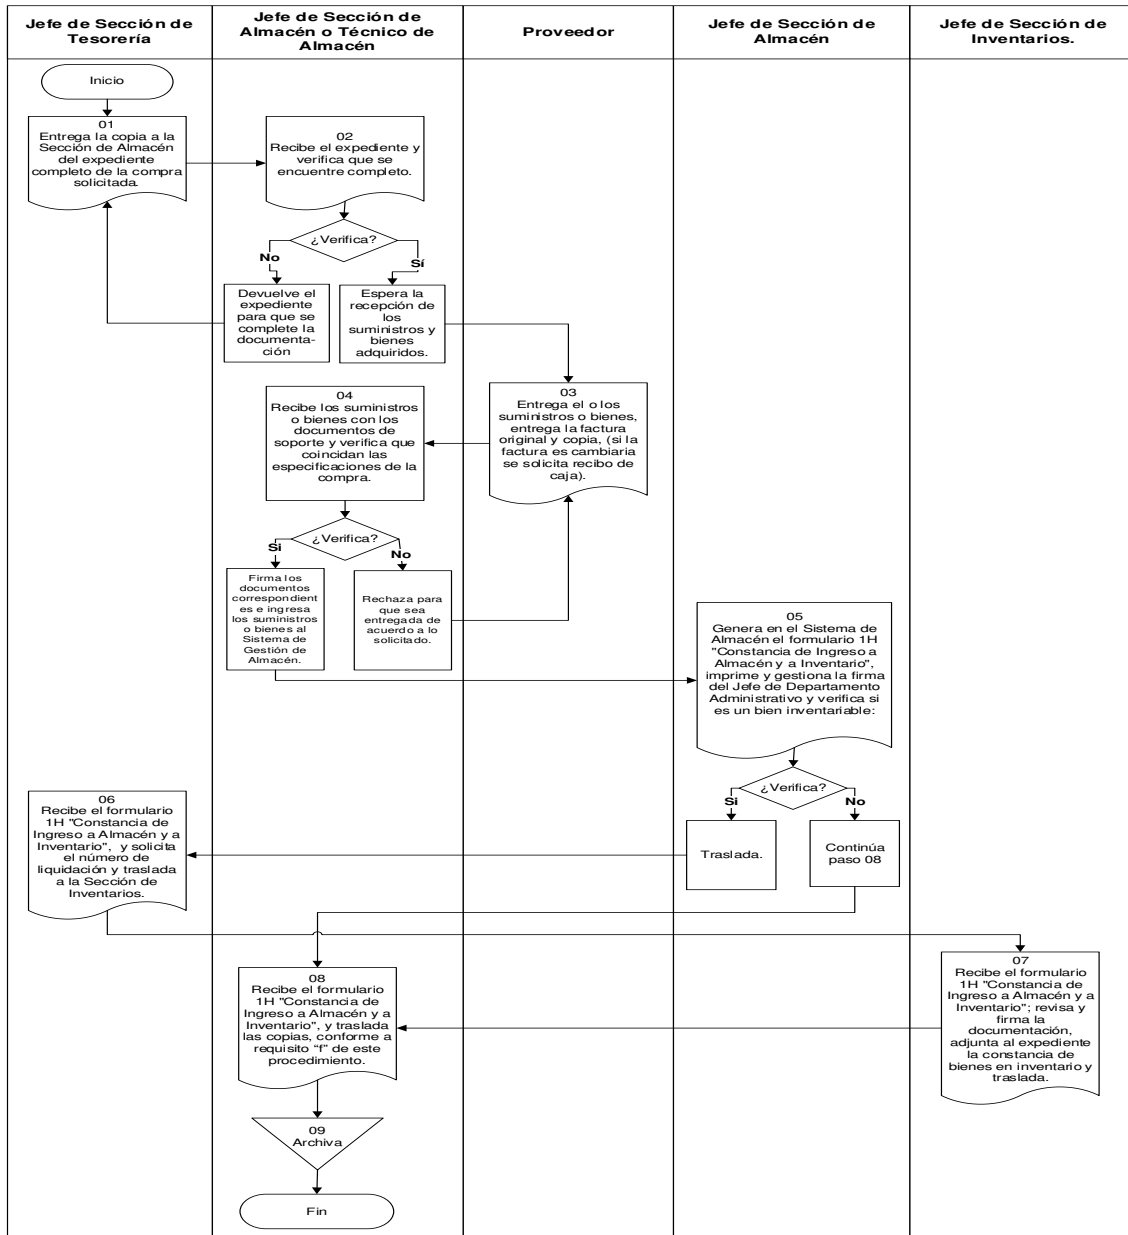 Jefe de Sección de
Tesorería
Jefe de Sección de
Almacén o Técnico de
Almacén
Proveedor
Jefe de Sección de
Almacén
Jefe de Sección de
Inventarios.
Inicio
01
Entrega la copia a la
Sección de Almacén
del expediente
completo de la compra
solicitada.
02
Recibe el expediente y
verifica que se
encuentre completo.
¿Verifica?
No
Sí
Devuelve el
expediente
para que se
complete la
documenta-
ción
Espera la
recepción de
los
suministros y
bienes
adquiridos.
03
Entrega el o los
suministros o bienes,
entrega la factura
original y copia, (si la
factura es cambiaria
se solicita recibo de
caja).
04
Recibe los suministros
o bienes con los
documentos de
soporte y verifica que
coincidan las
especificaciones de la
compra.
¿Verifica?
Si
No
Firma los
documentos
correspondient
es e ingresa
los suministros
o bienes al
Sistema de
Gestión de
Almacén.
Rechaza para
que sea
entregada de
acuerdo a lo
solicitado.
05
Genera en el Sistema de
Almacén el formulario 1H
"Constancia de Ingreso a
Almacén y a Inventario",
imprime y gestiona la firma
del Jefe de Departamento
Administrativo y verifica si
es un bien inventariable:
¿Verifica?
Si
No
Traslada.
Continúa
paso 08
06
Recibe el formulario
1H "Constancia de
Ingreso a Almacén y a
Inventario",  y solicita
el número de
liquidación y traslada
a la Sección de
Inventarios.
07
Recibe el formulario
1H "Constancia de
Ingreso a Almacén y a
Inventario"; revisa y
firma la
documentación,
adjunta al expediente
la constancia de
bienes en inventario y
traslada.
08
Recibe el formulario
1H "Constancia de
Ingreso a Almacén y a
Inventario", y traslada
las copias, conforme a
requisito “f” de este
procedimiento.
09
Archiva
Fin